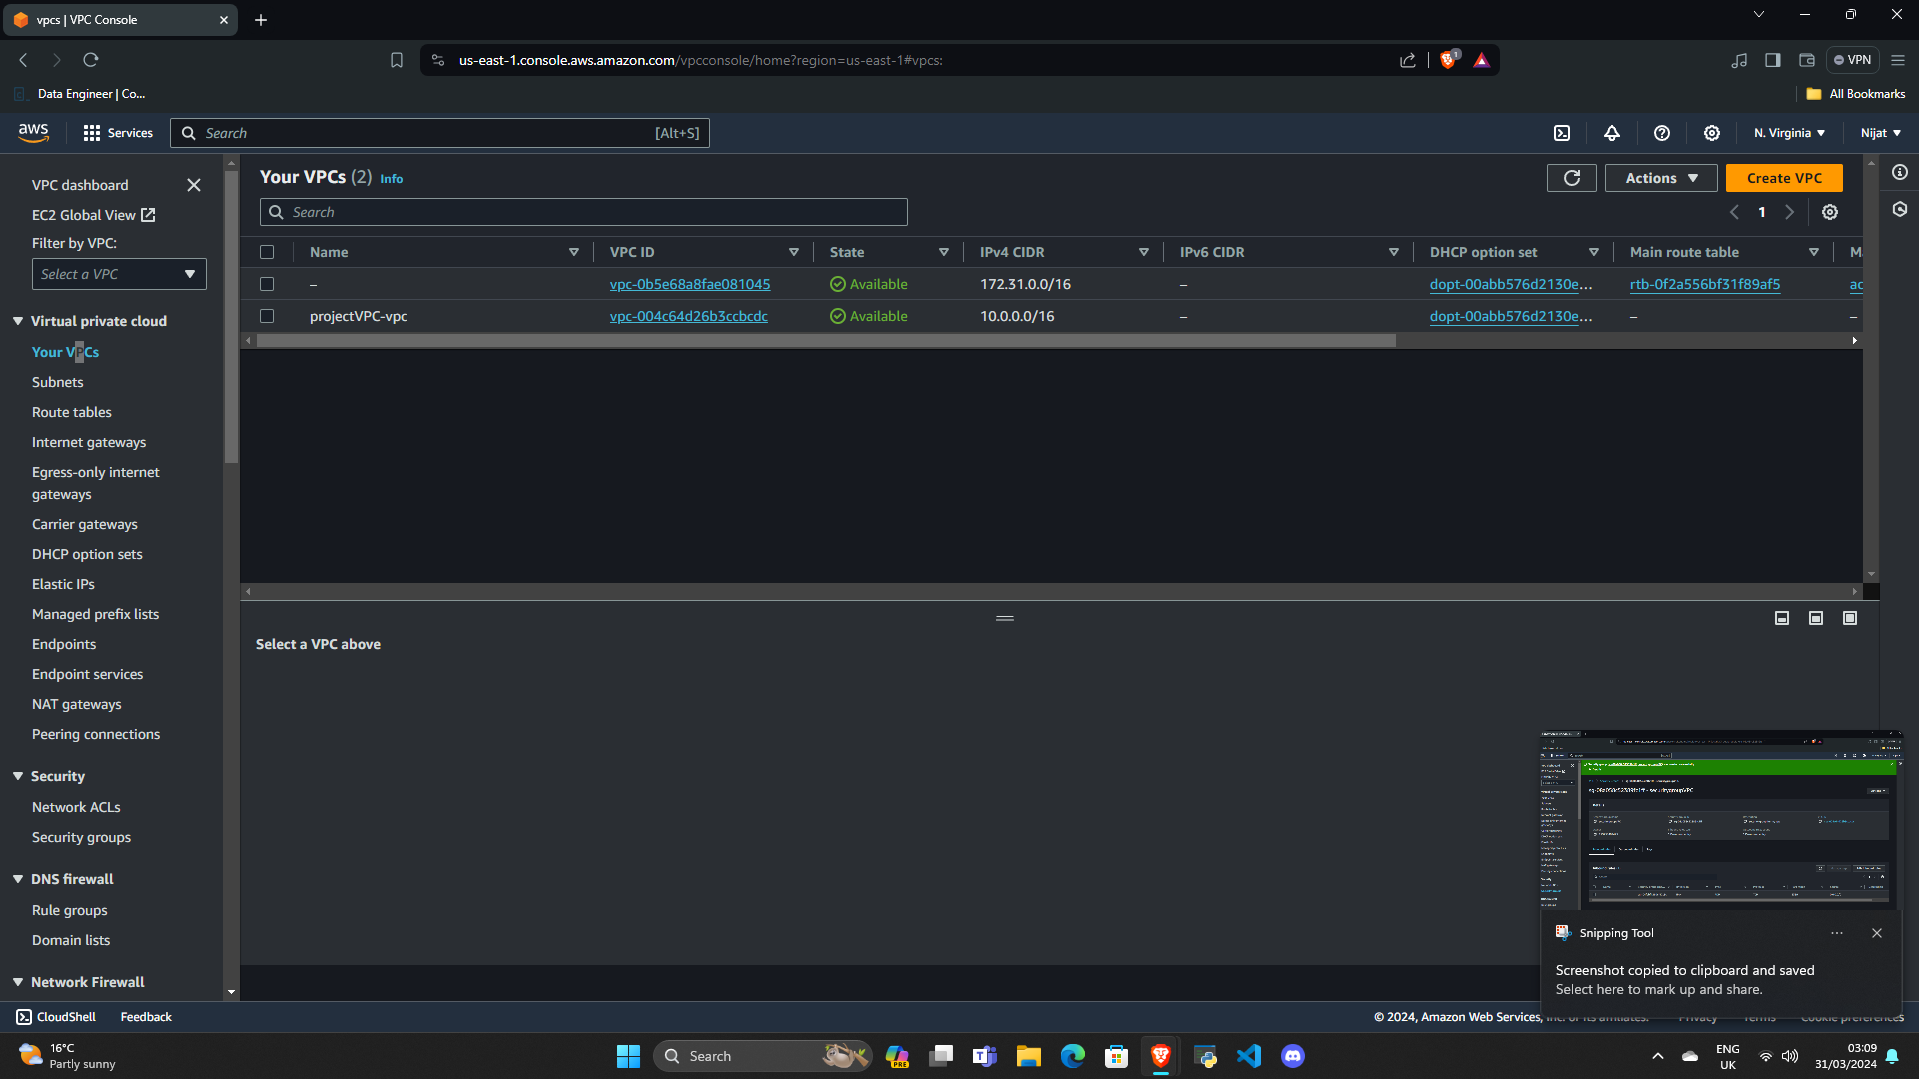 vpcs | VPC Console
us-east-1.console.aws.amazon.com/vpcconsole/home?region=us-east-1#vpcs:
1
VPN
Data Engineer | Co...
All Bookmarks
aws
Services
Search
[Alt+S]
N. Virginia
Nijat
VPC dashboard
EC2 Global View
Filter by VPC:
Select a VPC
Virtual private cloud
Your VPCs
Subnets
Route tables
Internet gateways
Egress-only internet
gateways
Carrier gateways
DHCP option sets
Elastic IPs
Managed prefix lists
Endpoints
Endpoint services
NAT gateways
Peering connections
Security
Network ACLs
Security groups
DNS firewall
Rule groups
Domain lists
Network Firewall
Your VPCs (2) Info
Actions
Create VPC
Search
1
Name VPC ID State IPv4 CIDR IPv6 CIDR DHCP option set Main route table M
– vpc-0b5e68a8fae081045 Available 172.31.0.0/16 – dopt-00abb576d2130e... rtb-0f2a556bf31f89af5 ac
projectVPC-vpc vpc-004c64d26b3ccbcdc Available 10.0.0.0/16 – dopt-00abb576d2130e... – –
Select a VPC above
Snipping Tool
Screenshot copied to clipboard and saved
Select here to mark up and share.
CloudShell
Feedback
© 2024, Amazon Web Services, Inc. or its affiliates.
Privacy
Terms
Cookie preferences
16°C
Partly sunny
Search
PRE
ENG
UK
03:09
31/03/2024